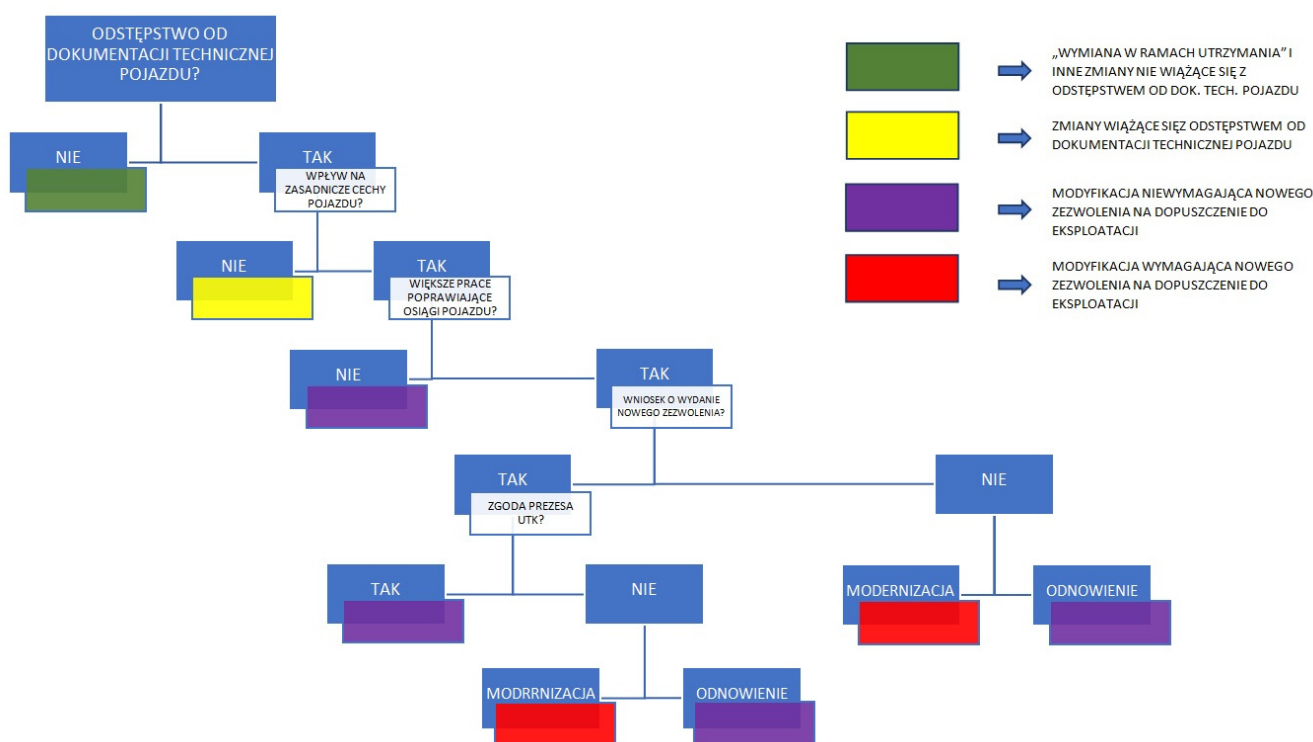 ODSTĘPSTWO OD
DOKUMENTACJI TECHNICZNEJ
POJAZDU?
„WYMIANA W RAMACH UTRZYMANIA” I
INNE ZMIANY NIE WIĄŻĄCE SIĘ Z
ODSTĘPSTWEM OD DOK. TECH. POJAZDU
ZMIANY WIĄŻĄCE SIĘZ ODSTĘPSTWEM OD
DOKUMENTACJI TECHNICZNEJ POJAZDU
MODYFIKACJA NIEWYMAGAJĄCA NOWEGO
ZEZWOLENIA NA DOPUSZCZENIE DO
EKSPLOATACJI
MODYFIKACJA WYMAGAJĄCA NOWEGO
ZEZWOLENIA NA DOPUSZCZENIE DO
EKSPLOATACJI
NIE
TAK
WPŁYW NA
ZASADNICZE CECHY
POJAZDU?
NIE
TAK
WIĘKSZE PRACE
POPRAWIAJĄCE
OSIĄGI POJAZDU?
NIE
TAK
WNIOSEK O WYDANIE
NOWEGO ZEZWOLENIA?
TAK
ZGODA PREZESA
UTK?
NIE
TAK
NIE
MODERNIZACJA
ODNOWIENIE
MODRRNIZACJA
ODNOWIENIE